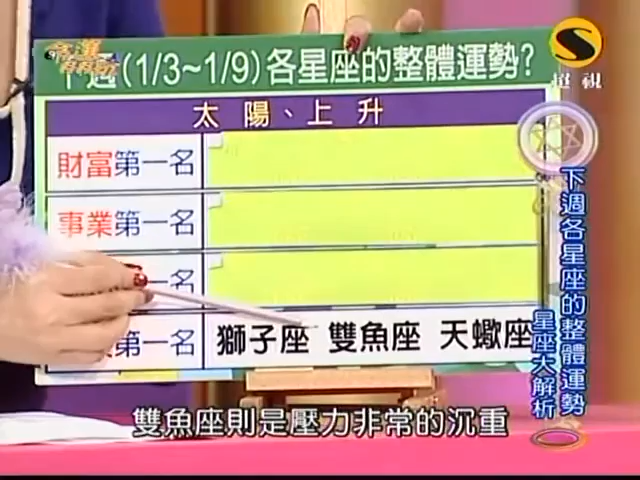 下週(1/3~1/9)各星座的整體運勢?
超視
太陽、上升
財富第一名
事業第一名
一名
第一名 獅子座 雙魚座 天蠍座
下週各星座的整體運勢
星座大解析
雙魚座則是壓力非常的沉重